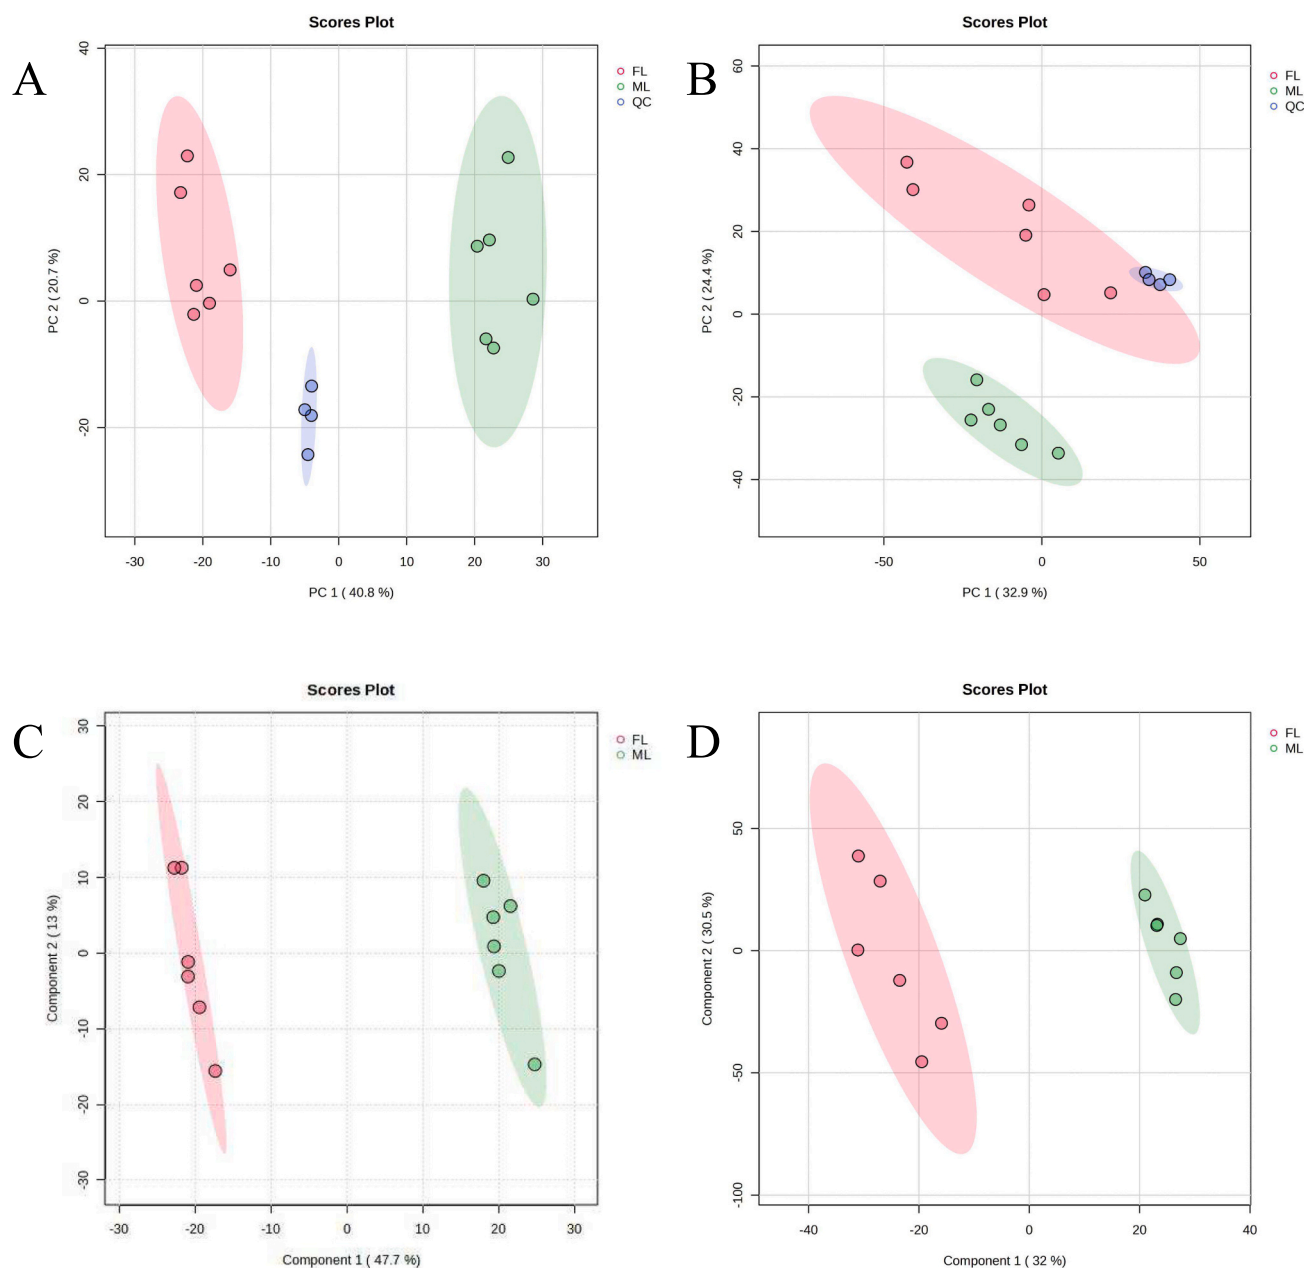 A
Scores Plot
FL
ML
QC
40
20
0
-20
PC 2 ( 20.7 %)
-30
-20
-10
0
10
20
30
PC 1 ( 40.8 %)
B
Scores Plot
FL
ML
QC
60
40
20
0
-20
-40
PC 2 ( 24.4 %)
-50
0
50
PC 1 ( 32.9 %)
C
Scores Plot
FL
ML
30
20
10
0
-10
-20
-30
Component 2 ( 13 %)
-30
-20
-10
0
10
20
30
Component 1 ( 47.7 %)
D
Scores Plot
FL
ML
50
0
-50
-100
Component 2 ( 30.5 %)
-40
-20
0
20
40
Component 1 ( 32 %)